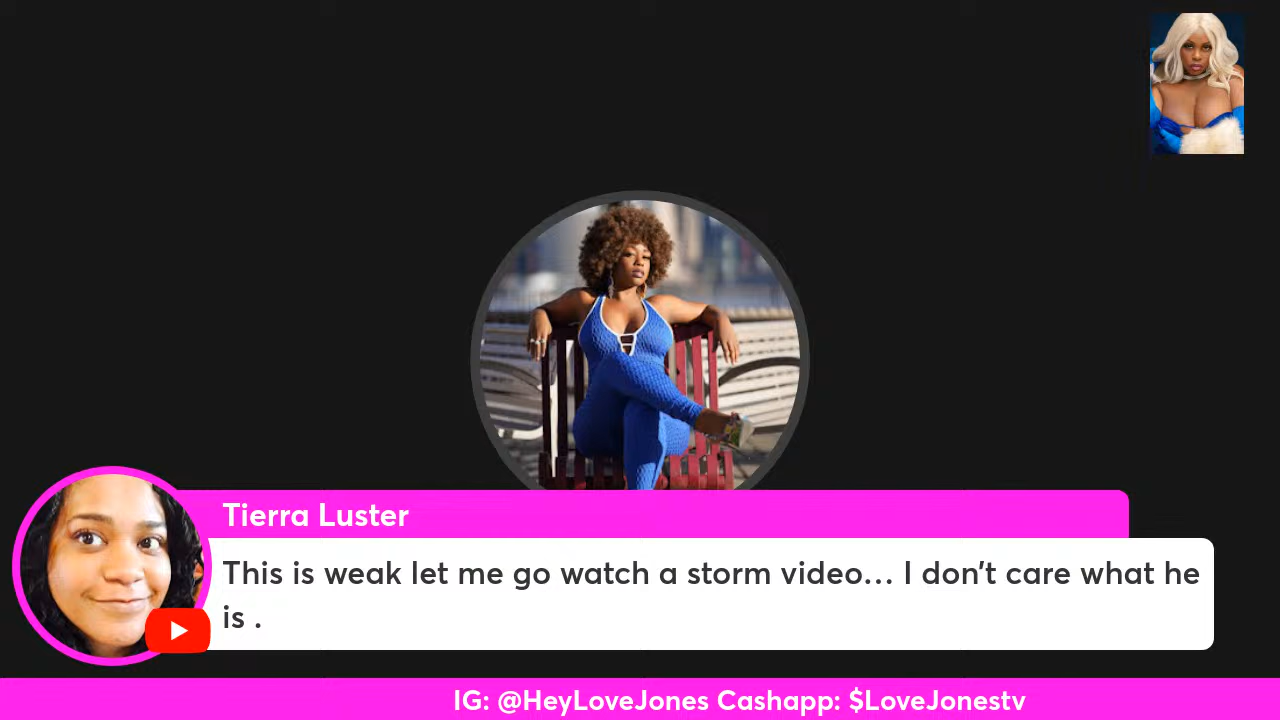 Tierra Luster
This is weak let me go watch a storm video... I don't care what he
is .
IG: @HeyLoveJones Cashapp: $LoveJonestv